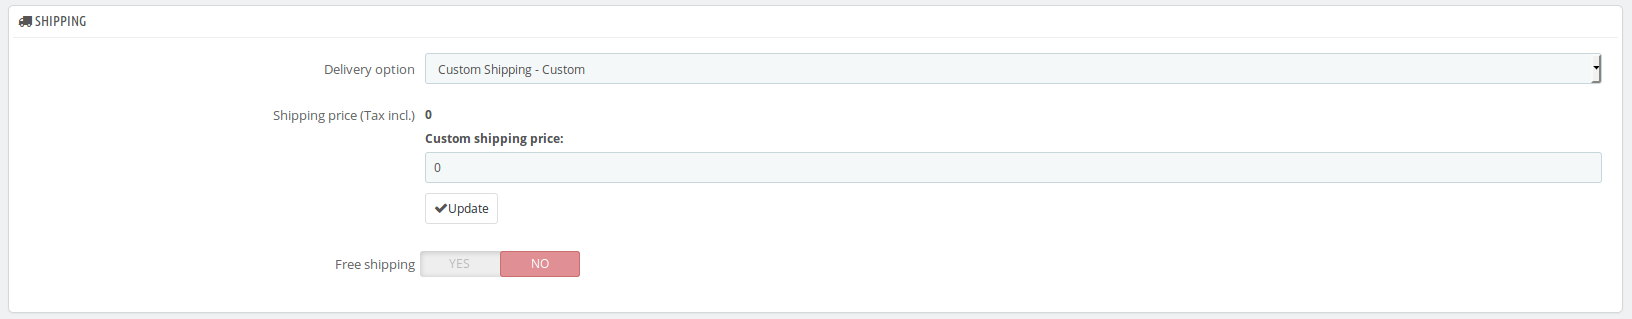 SHIPPING
Delivery option Custom Shipping - Custom
Shipping price (Tax incl.) 0
Custom shipping price:
0
Update
Free shipping YES NO